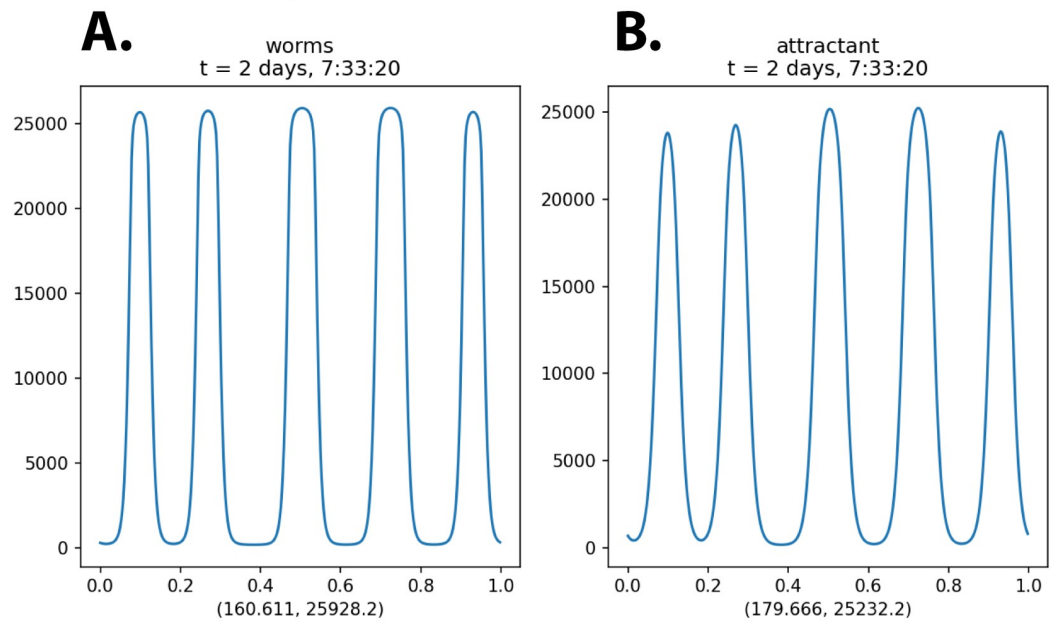 A.
worms
t = 2 days, 7:33:20
25000
20000
15000
10000
5000
0
0.0 0.2 0.4 0.6 0.8 1.0
(160.611, 25928.2)
B.
attractant
t = 2 days, 7:33:20
25000
20000
15000
10000
5000
0
0.0 0.2 0.4 0.6 0.8 1.0
(179.666, 25232.2)